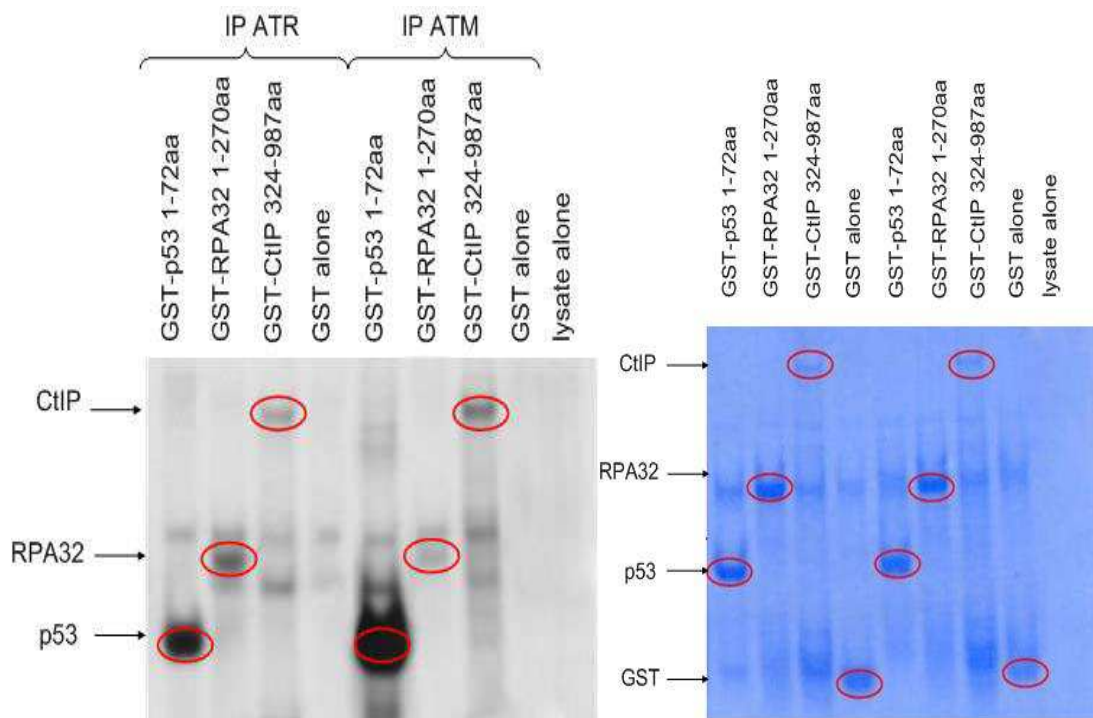 IP ATR
IP ATM
GST-p53 1-72aa
GST-RPA32 1-270aa
GST-CtIP 324-987aa
GST alone
GST-p53 1-72aa
GST-RPA32 1-270aa
GST-CtIP 324-987aa
GST alone
lysate alone
CtIP
RPA32
p53
GST-p53 1-72aa
GST-RPA32 1-270aa
GST-CtIP 324-987aa
GST alone
GST-p53 1-72aa
GST-RPA32 1-270aa
GST-CtIP 324-987aa
GST alone
lysate alone
CtIP
RPA32
p53
GST